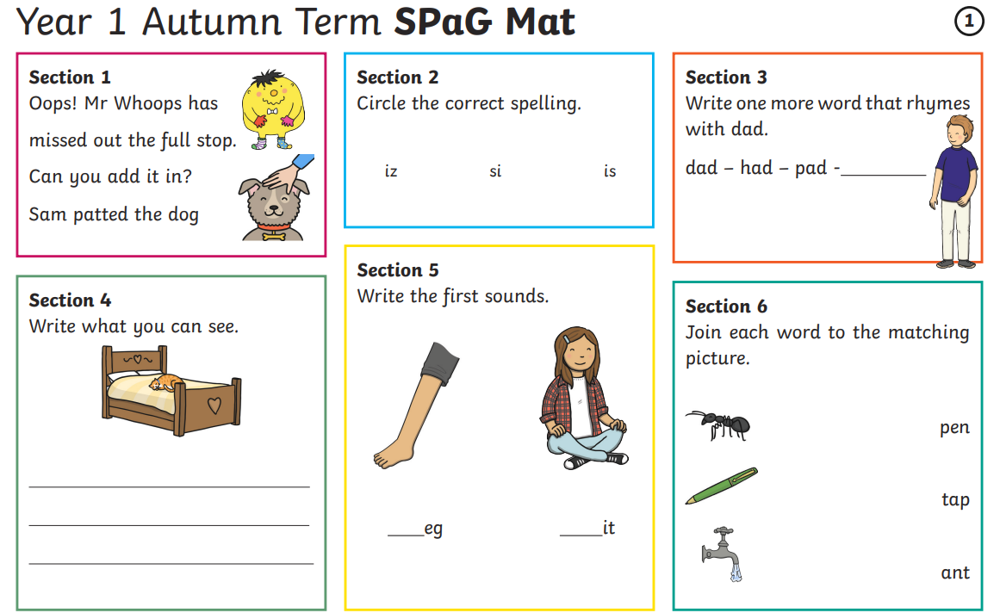 Year 1 Autumn Term SPaG Mat
1
Section 1
Oops! Mr Whoops has
missed out the full stop.
Can you add it in?
Sam patted the dog
Section 2
Circle the correct spelling.
iz si is
Section 3
Write one more word that rhymes
with dad.
dad – had – pad -__________
Section 4
Write what you can see.
Section 5
Write the first sounds.
____eg ____it
Section 6
Join each word to the matching
picture.
pen
tap
ant